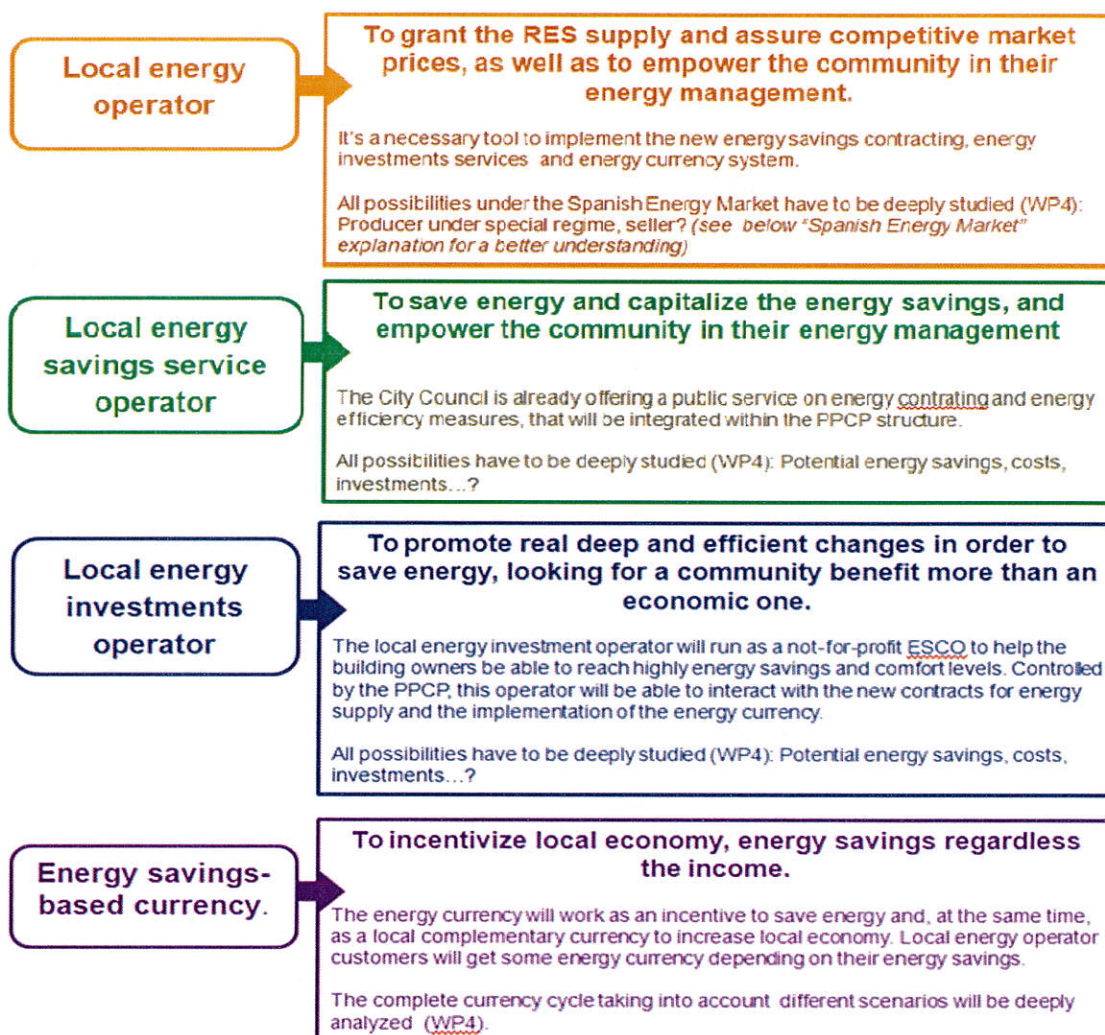 Local energy
operator
To grant the RES supply and assure competitive market
prices, as well as to empower the community in their
energy management.
It's a necessary tool to implement the new energy savings contracting, energy
investments services and energy currency system.
All possibilities under the Spanish Energy Market have to be deeply studied (WP4):
Producer under special regime, seller? (see below "Spanish Energy Market"
explanation for a better understanding)
Local energy
savings service
operator
To save energy and capitalize the energy savings, and
empower the community in their energy management
The City Council is already offering a public service on energy contrating and energy
efficiency measures, that will be integrated within the PPCP structure.
All possibilities have to be deeply studied (WP4): Potential energy savings, costs,
investments...?
Local energy
investments
operator
To promote real deep and efficient changes in order to
save energy, looking for a community benefit more than an
economic one.
The local energy investment operator will run as a not-for-profit ESCO to help the
building owners be able to reach highly energy savings and comfort levels. Controlled
by the PPCP, this operator will be able to interact with the new contracts for energy
supply and the implementation of the energy currency.
All possibilities have to be deeply studied (WP4): Potential energy savings, costs,
investments...?
Energy savings-
based currency.
To incentivize local economy, energy savings regardless
the income.
The energy currency will work as an incentive to save energy and, at the same time,
as a local complementary currency to increase local economy. Local energy operator
customers will get some energy currency depending on their energy savings.
The complete currency cycle taking into account different scenarios will be deeply
analyzed (WP4).